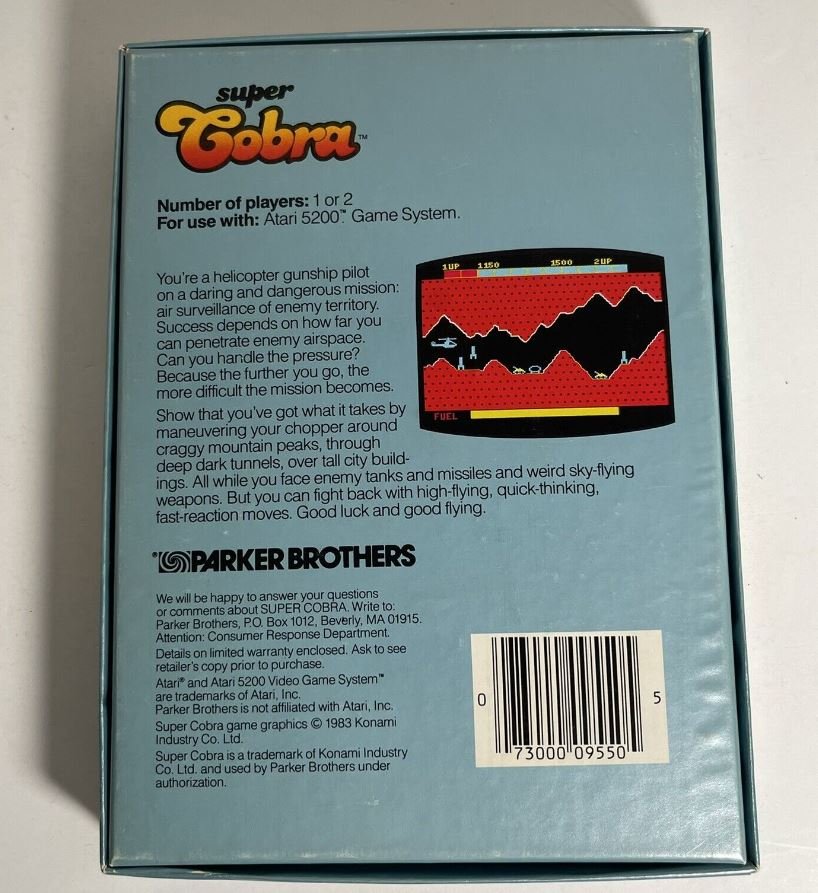 super
Cobra™
Number of players: 1 or 2
For use with: Atari 5200™ Game System.
You're a helicopter gunship pilot
on a daring and dangerous mission:
air surveillance of enemy territory.
Success depends on how far you
can penetrate enemy airspace.
Can you handle the pressure?
Because the further you go, the
more difficult the mission becomes.
Show that you've got what it takes by
maneuvering your chopper around
craggy mountain peaks, through
deep dark tunnels, over tall city build-
ings. All while you face enemy tanks and missiles and weird sky-flying
weapons. But you can fight back with high-flying, quick-thinking,
fast-reaction moves. Good luck and good flying.
1UP 1150 1500 2UP
FUEL
®PARKER BROTHERS
We will be happy to answer your questions
or comments about SUPER COBRA. Write to:
Parker Brothers, P.O. Box 1012, Beverly, MA 01915.
Attention: Consumer Response Department.
Details on limited warranty enclosed. Ask to see
retailer's copy prior to purchase.
Atari® and Atari 5200 Video Game System™
are trademarks of Atari, Inc.
Parker Brothers is not affiliated with Atari, Inc.
Super Cobra game graphics © 1983 Konami
Industry Co. Ltd.
Super Cobra is a trademark of Konami Industry
Co. Ltd. and used by Parker Brothers under
authorization.
0 73000 09550 5